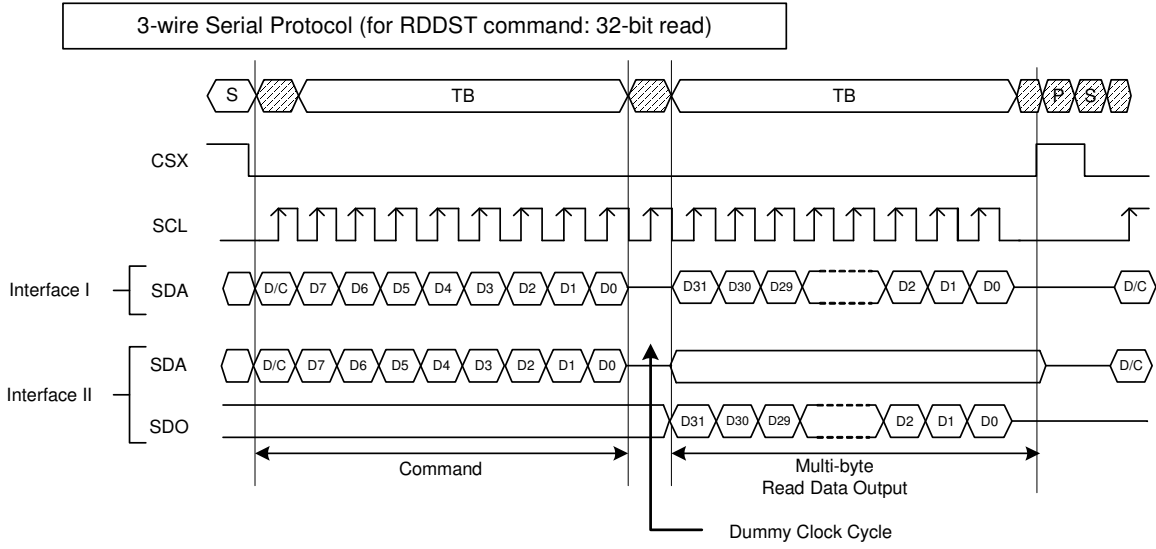 3-wire Serial Protocol (for RDDST command: 32-bit read)
S TB TB P S
CSX
SCL
Interface I SDA D/C D7 D6 D5 D4 D3 D2 D1 D0 D31 D30 D29 D2 D1 D0 D/C
SDA D/C D7 D6 D5 D4 D3 D2 D1 D0 D/C
Interface II
SDO D31 D30 D29 D2 D1 D0
Command
Multi-byte
Read Data Output
Dummy Clock Cycle